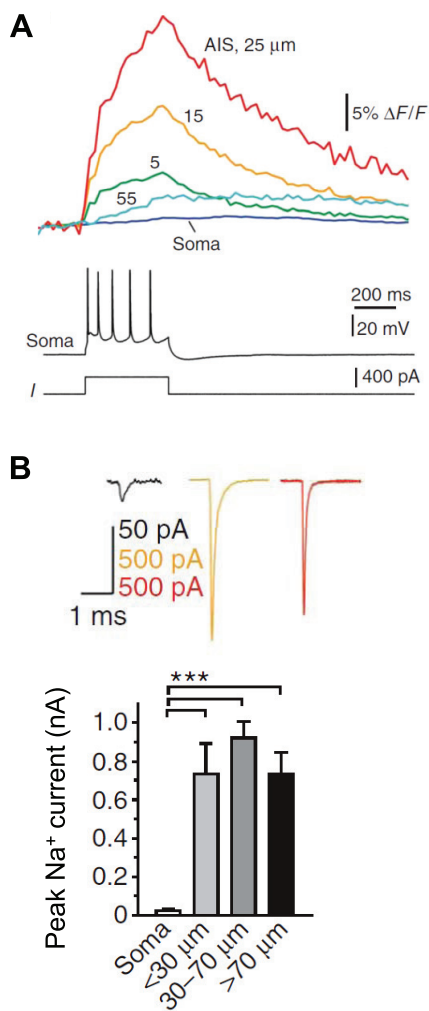 A
AIS, 25 μm
5% ΔF/F
15
5
55
Soma
200 ms
20 mV
Soma
400 pA
I
B
50 pA
500 pA
500 pA
1 ms
***
Peak Na⁺ current (nA)
1.0
0.8
0.6
0.4
0.2
0
Soma
<30 μm
30–70 μm
>70 μm